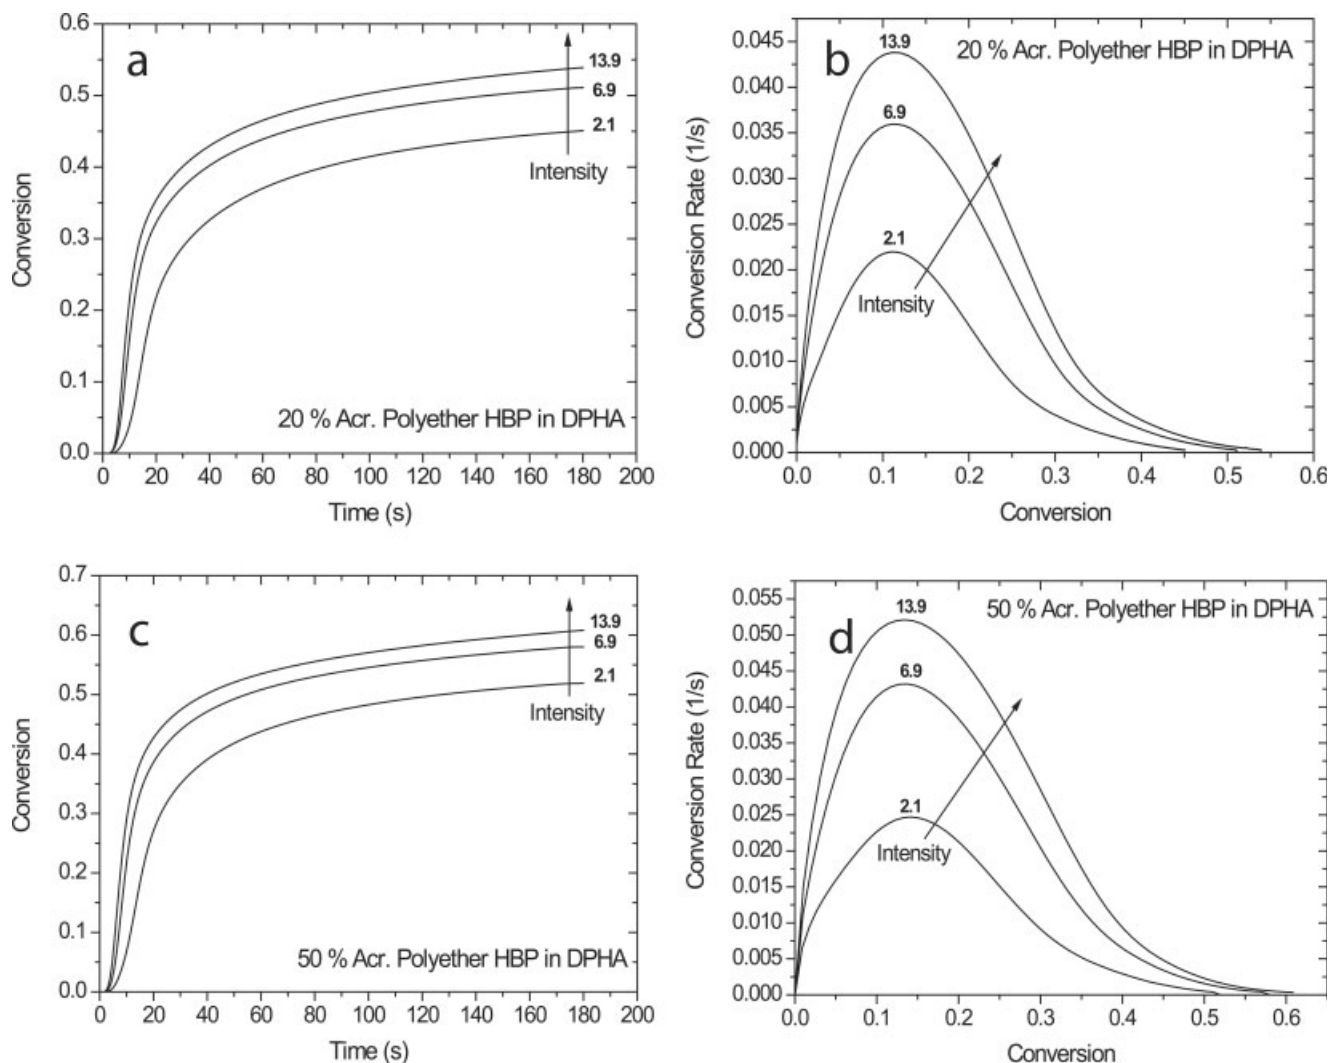 a
0.6
0.5
0.4
0.3
0.2
0.1
0.0
Conversion
13.9
6.9
2.1
Intensity
20 % Acr. Polyether HBP in DPHA
0 20 40 60 80 100 120 140 160 180 200
Time (s)
b
20 % Acr. Polyether HBP in DPHA
0.045
0.040
0.035
0.030
0.025
0.020
0.015
0.010
0.005
0.000
Conversion Rate (1/s)
13.9
6.9
2.1
Intensity
0.0 0.1 0.2 0.3 0.4 0.5 0.6
Conversion
c
0.7
0.6
0.5
0.4
0.3
0.2
0.1
0.0
Conversion
13.9
6.9
2.1
Intensity
50 % Acr. Polyether HBP in DPHA
0 20 40 60 80 100 120 140 160 180 200
Time (s)
d
50 % Acr. Polyether HBP in DPHA
0.055
0.050
0.045
0.040
0.035
0.030
0.025
0.020
0.015
0.010
0.005
0.000
Conversion Rate (1/s)
13.9
6.9
2.1
Intensity
0.0 0.1 0.2 0.3 0.4 0.5 0.6 0.7
Conversion